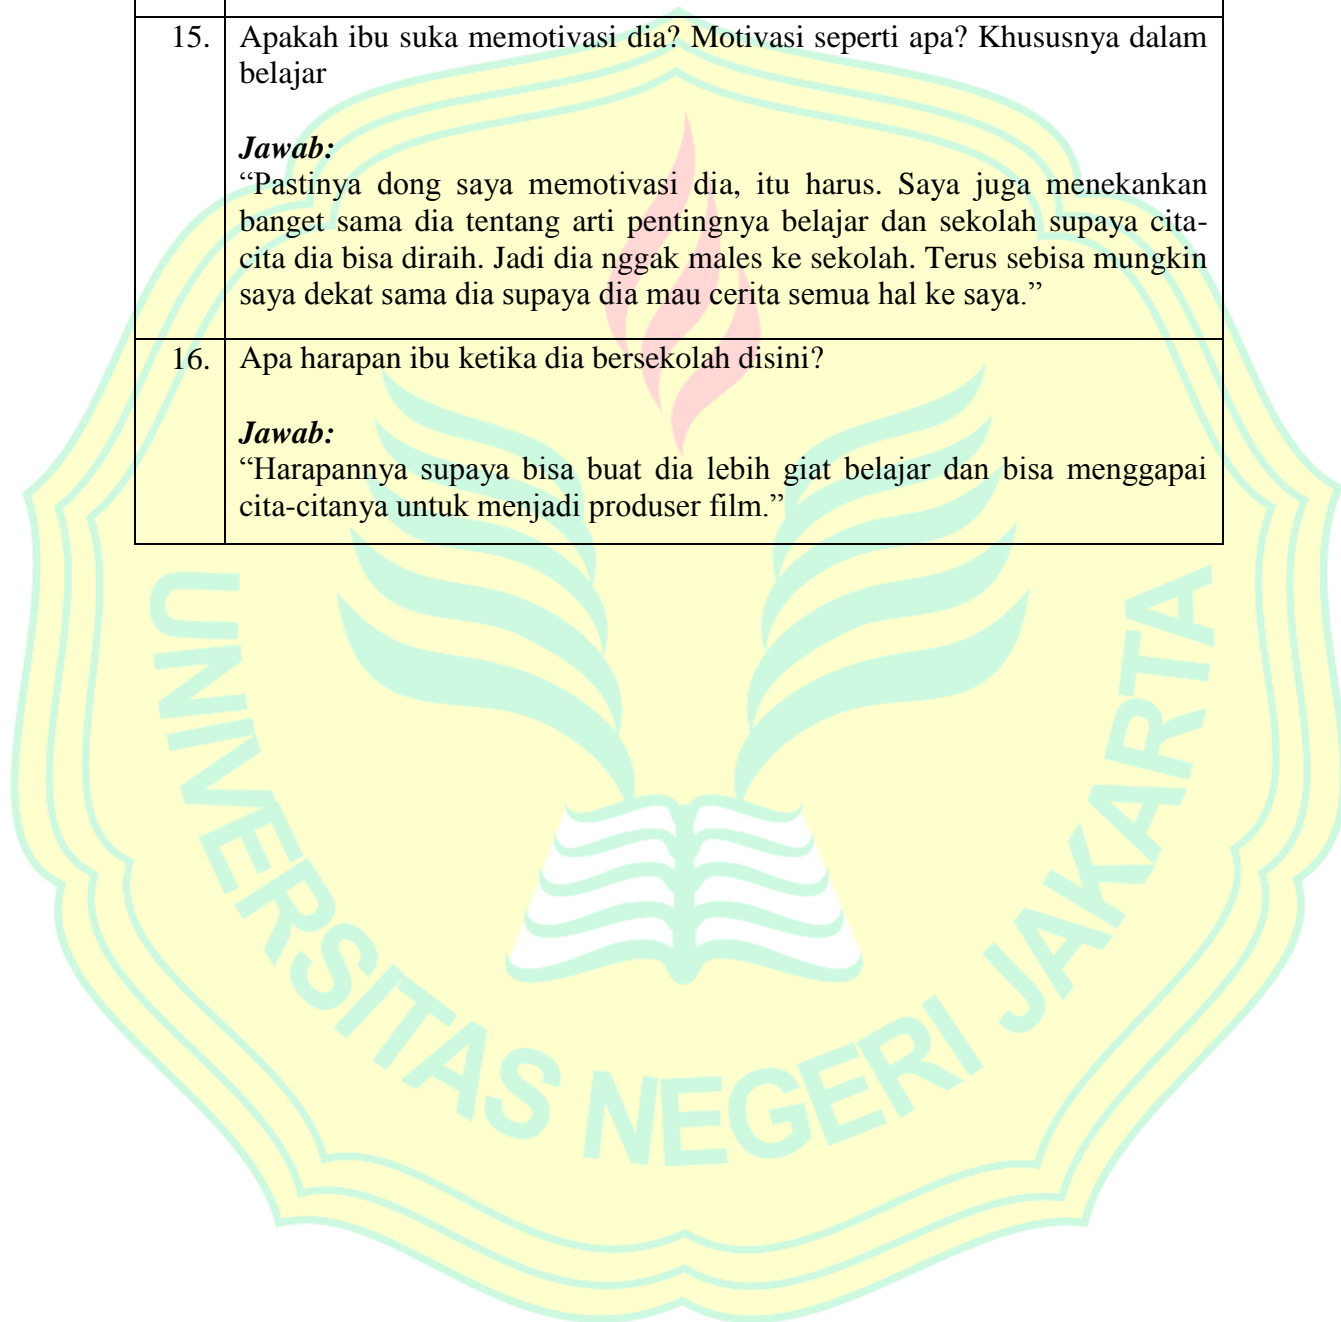 15. Apakah ibu suka memotivasi dia? Motivasi seperti apa? Khususnya dalam
belajar
Jawab:
“Pastinya dong saya memotivasi dia, itu harus. Saya juga menekankan
banget sama dia tentang arti pentingnya belajar dan sekolah supaya cita-
cita dia bisa diraih. Jadi dia nggak males ke sekolah. Terus sebisa mungkin
saya dekat sama dia supaya dia mau cerita semua hal ke saya.”
16. Apa harapan ibu ketika dia bersekolah disini?
Jawab:
“Harapannya supaya bisa buat dia lebih giat belajar dan bisa menggapai
cita-citanya untuk menjadi produser film.”
UNIVERSITAS NEGERI JAKARTA